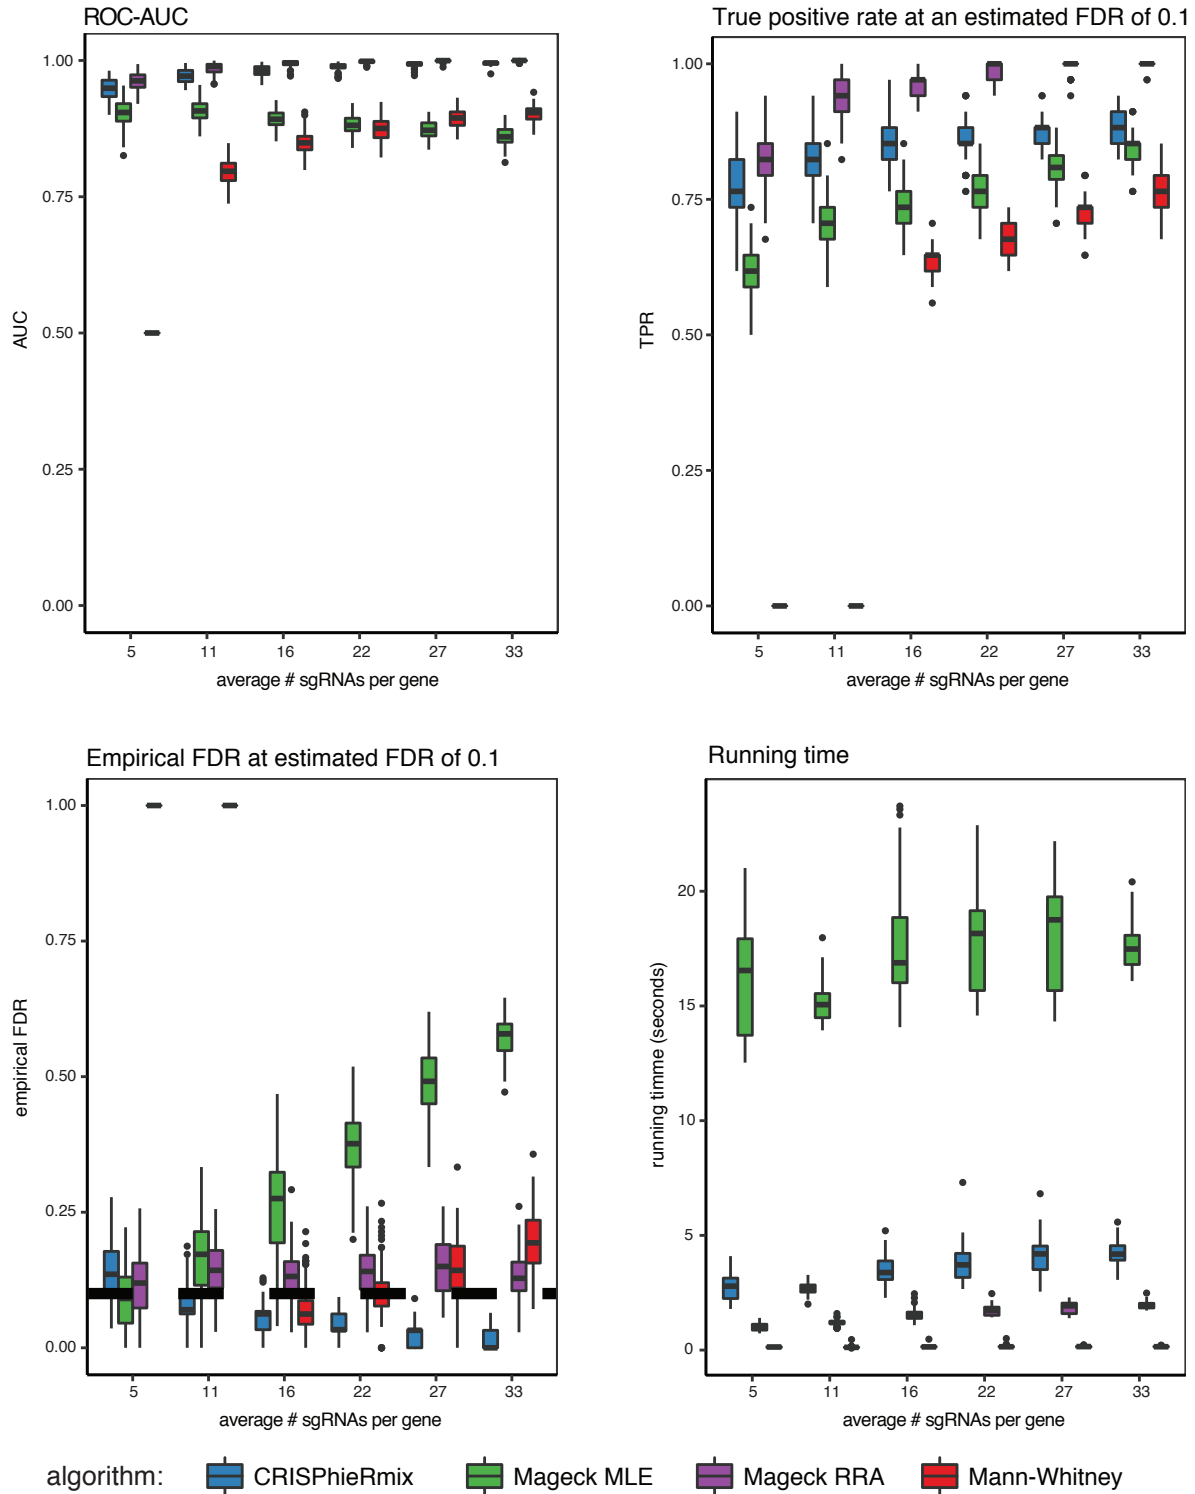 ROC-AUC
True positive rate at an estimated FDR of 0.1
1.00
0.75
0.50
0.25
0.00
AUC
5 11 16 22 27 33
average # sgRNAs per gene
1.00
0.75
0.50
0.25
0.00
TPR
5 11 16 22 27 33
average # sgRNAs per gene
Empirical FDR at estimated FDR of 0.1
Running time
1.00
0.75
0.50
0.25
0.00
empirical FDR
5 11 16 22 27 33
average # sgRNAs per gene
20
15
10
5
0
running timme (seconds)
5 11 16 22 27 33
average # sgRNAs per gene
algorithm: CRISPhieRmix Mageck MLE Mageck RRA Mann-Whitney